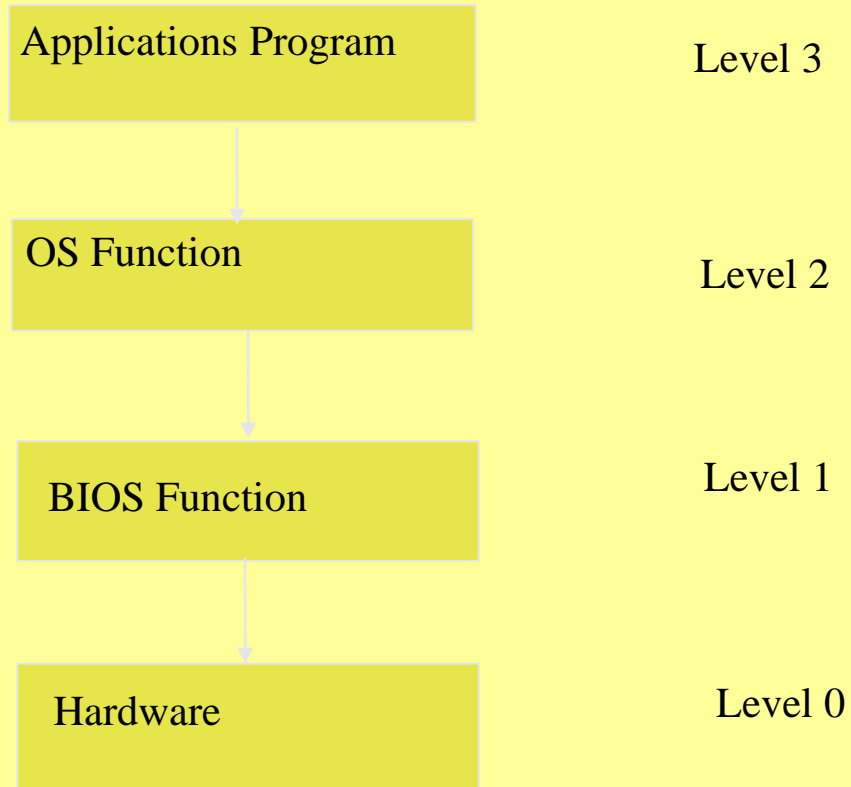 Applications Program
Level 3
OS Function
Level 2
BIOS Function
Level 1
Hardware
Level 0